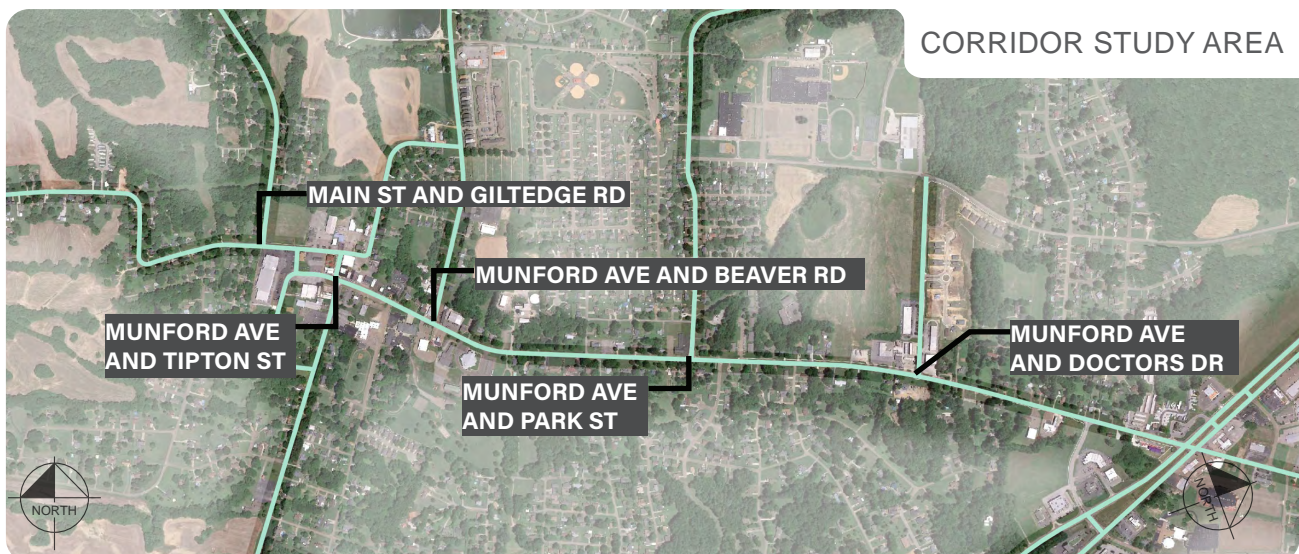 CORRIDOR STUDY AREA
MAIN ST AND GILTEDGE RD
MUNFORD AVE AND BEAVER RD
MUNFORD AVE
AND TIPTON ST
MUNFORD AVE
AND DOCTORS DR
MUNFORD AVE
AND PARK ST
NORTH
NORTH